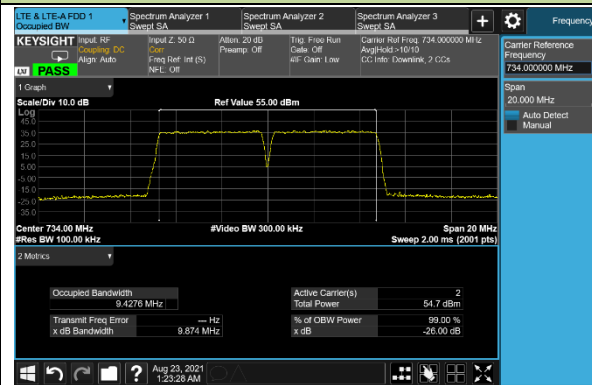 LTE & LTE-A FDD 1
Occupied BW
Spectrum Analyzer 1
Swept SA
Spectrum Analyzer 2
Swept SA
Spectrum Analyzer 3
Swept SA
+
Frequency
KEYSIGHT
LXI PASS
Input: RF
Coupling: DC
Align: Auto
Input Z: 50 Ω
Corr
Freq Ref: Int (S)
NFE: Off
Atten: 20 dB
Preamp: Off
Trig: Free Run
Gate: Off
#IF Gain: Low
Carrier Ref Freq: 734.000000 MHz
Avg|Hold:>10/10
CC Info: Downlink, 2 CCs
Carrier Reference
Frequency
734.000000 MHz
Span
20.000 MHz
Auto Detect
Manual
1 Graph
Scale/Div 10.0 dB
Ref Value 55.00 dBm
Log
45.0
35.0
25.0
15.0
5.00
-5.00
-15.0
-25.0
-35.0
Center 734.00 MHz
#Video BW 300.00 kHz
Span 20 MHz
#Res BW 100.00 kHz
Sweep 2.00 ms (2001 pts)
2 Metrics
Occupied Bandwidth
9.4276 MHz
Active Carrier(s) 2
Total Power 54.7 dBm
Transmit Freq Error --- Hz
x dB Bandwidth 9.874 MHz
% of OBW Power 99.00 %
x dB -26.00 dB
?
Aug 23, 2021
1:23:28 AM